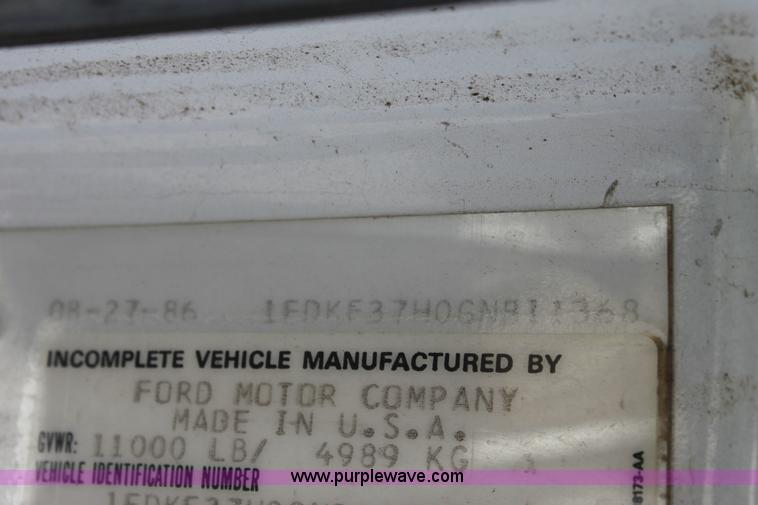 08-27-86 1FDKF37H0GNB11368
INCOMPLETE VEHICLE MANUFACTURED BY
FORD MOTOR COMPANY
MADE IN U.S.A.
GVWR: 11000 LB/ 4989 KG
VEHICLE IDENTIFICATION NUMBER
www.purplewave.com